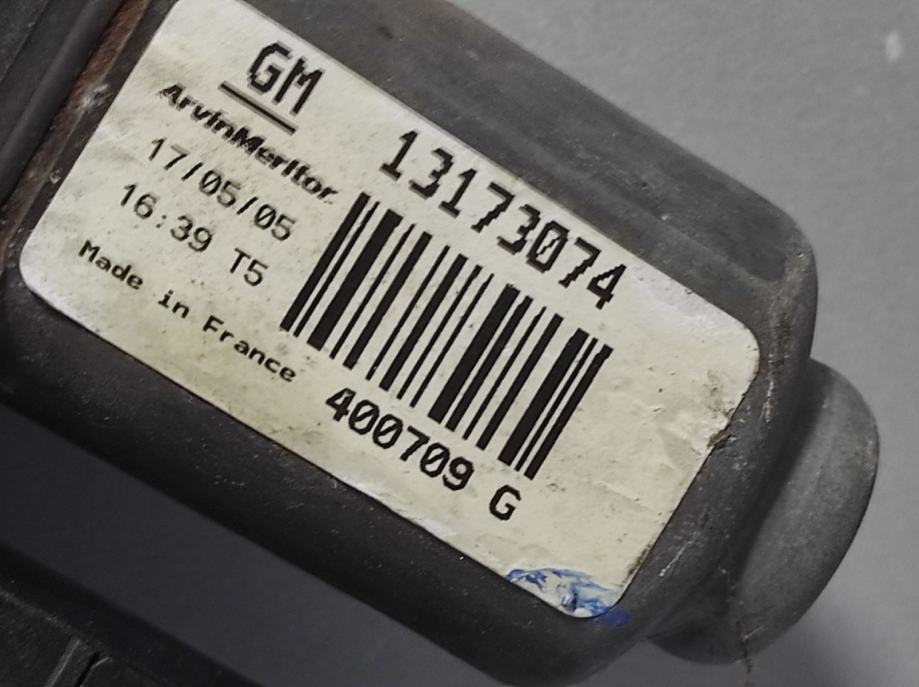 GM
ArvinMeritor
17/05/05
16:39 T5
Made in France
13173074
400709 G